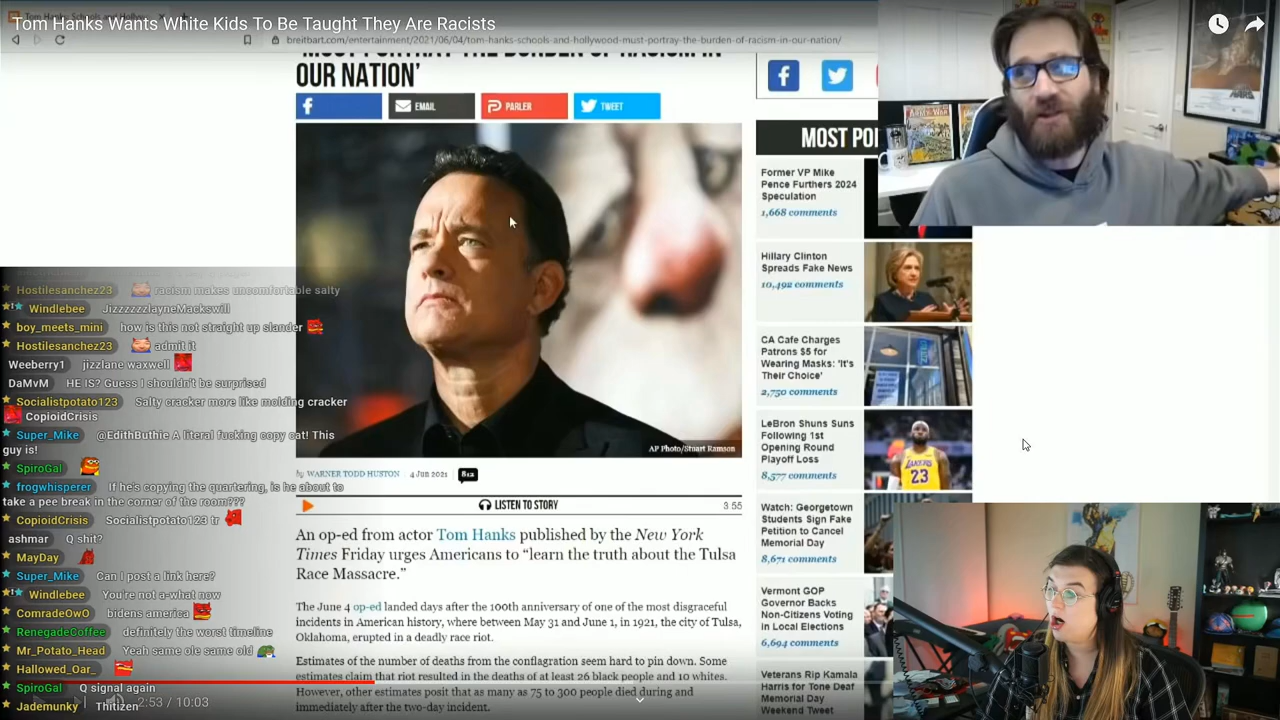 Tom Hanks Wants White Kids To Be Taught They Are Racists
breitbart.com/entertainment/2021/06/04/tom-hanks-schools-and-hollywood-must-portray-the-burden-of-racism-in-our-nation/
'MUST PORTRAY THE BURDEN OF RACISM IN
OUR NATION'
EMAIL
PARLER
TWEET
AP Photo/Stuart Ramson
by WARNER TODD HUSTON 4 Jun 2021 812
LISTEN TO STORY
3:55
An op-ed from actor Tom Hanks published by the New York
Times Friday urges Americans to "learn the truth about the Tulsa
Race Massacre."
The June 4 op-ed landed days after the 100th anniversary of one of the most disgraceful
incidents in American history, where between May 31 and June 1, in 1921, the city of Tulsa,
Oklahoma, erupted in a deadly race riot.
Estimates of the number of deaths from the conflagration seem hard to pin down. Some
estimates claim that riot resulted in the deaths of at least 26 black people and 10 whites.
However, other estimates posit that as many as 75 to 300 people died during and
immediately after the two-day incident.
MOST PO
Former VP Mike
Pence Furthers 2024
Speculation
1,668 comments
Hillary Clinton
Spreads Fake News
10,492 comments
CA Cafe Charges
Patrons $5 for
Wearing Masks: 'It's
Their Choice'
2,750 comments
LeBron Shuns Suns
Following 1st
Opening Round
Playoff Loss
8,577 comments
LAKERS
23
Watch: Georgetown
Students Sign Fake
Petition to Cancel
Memorial Day
8,671 comments
Vermont GOP
Governor Backs
Non-Citizens Voting
in Local Elections
6,694 comments
Veterans Rip Kamala
Harris for Tone Deaf
Memorial Day
Weekend Tweet
Hostilesanchez23 racism makes uncomfortable salty
Windlebee JizzzzzzlayneMackswill
boy_meets_mini how is this not straight up slander
Hostilesanchez23 admit it
Weeberry1 jizzlane waxwell
DaMvM HE IS? Guess I shouldn't be surprised
Socialistpotato123 Salty cracker more like molding cracker
CopioidCrisis
Super_Mike @EdithButhie A literal fucking copy cat! This
guy is!
SpiroGal
frogwhisperer If he's copying the quartering, is he about to
take a pee break in the corner of the room???
CopioidCrisis Socialistpotato123 tr
ashmar Q shit?
MayDay
Super_Mike Can I post a link here?
Windlebee You're not a-what now
ComradeOwO bidens america
RenegadeCoffee definitely the worst timeline
Mr_Potato_Head Yeah same ole same old
Hallowed_Oar_
SpiroGal Q signal again
Jademunky Thitizen
2:53 / 10:03